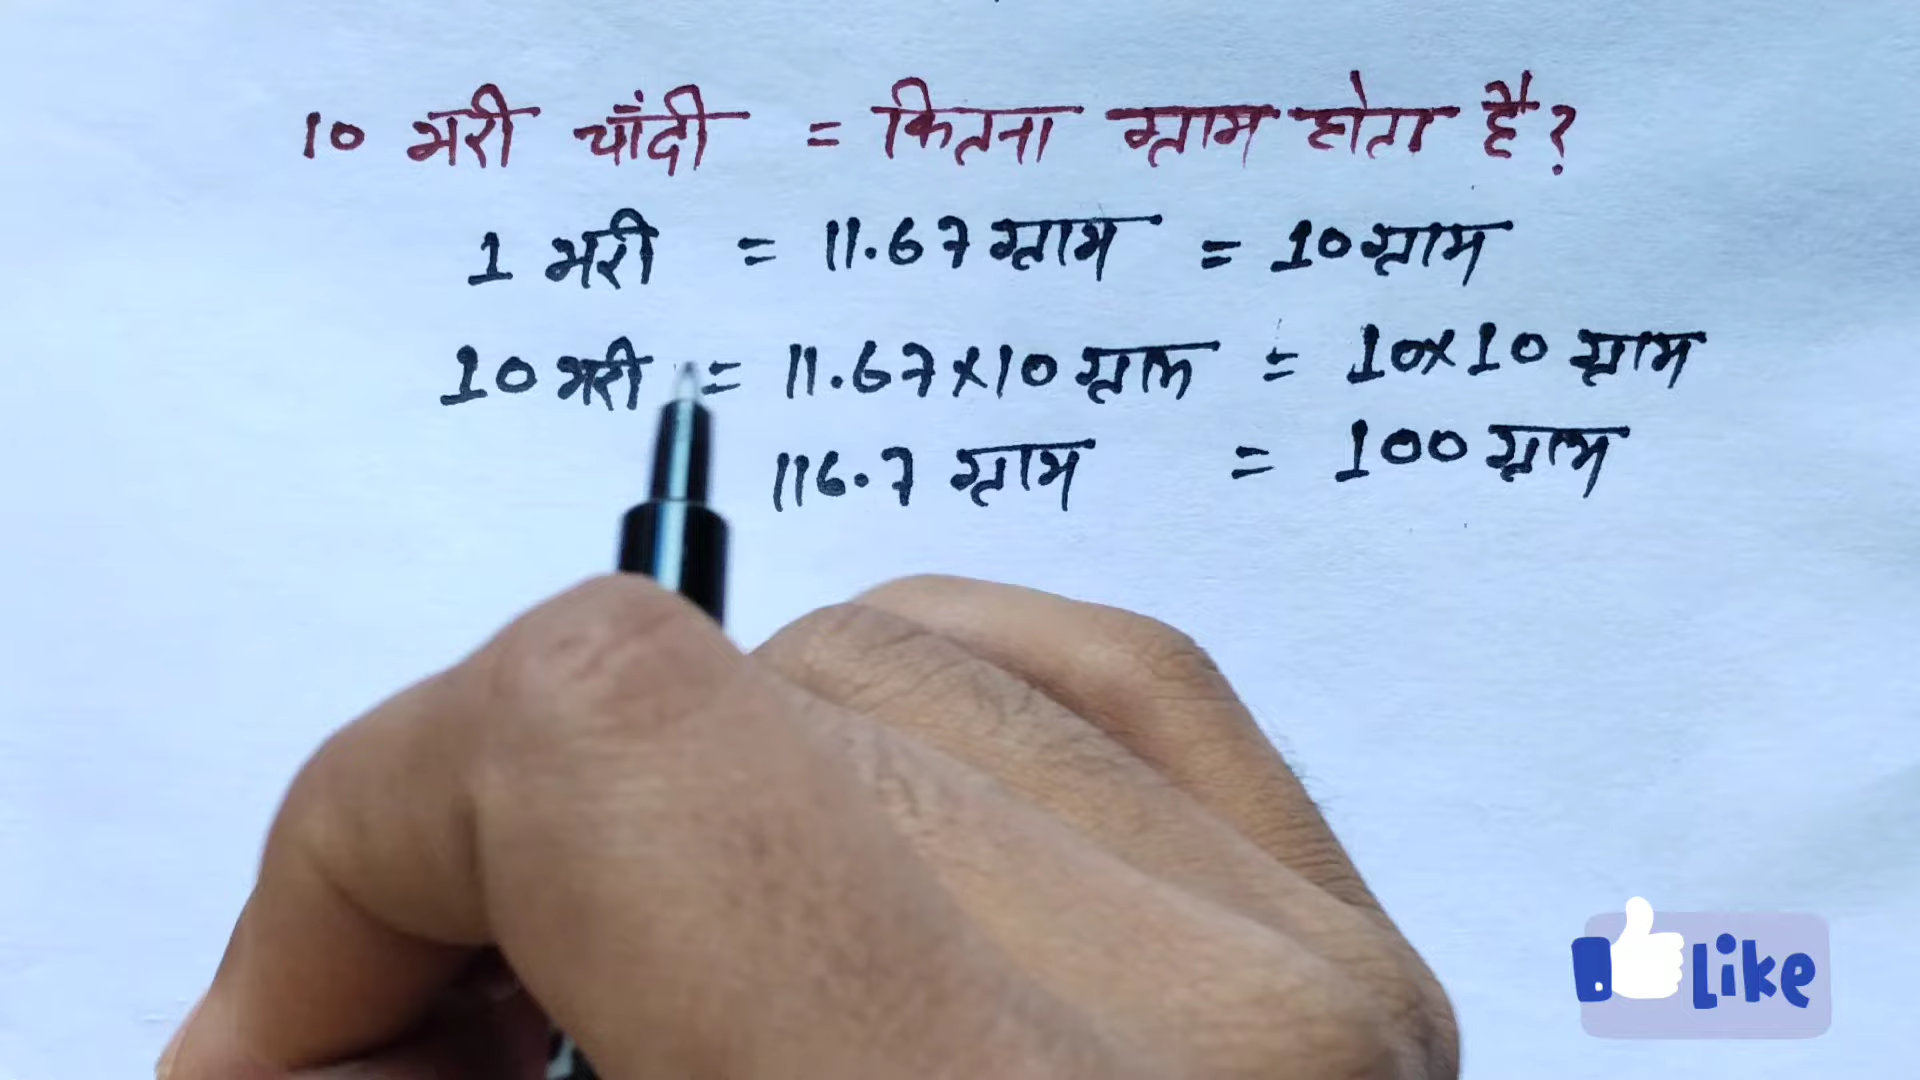 10 भरी चाँदी = कितना ग्राम होता है?
1 भरी = 11.67 ग्राम = 10 ग्राम
10 भरी = 11.67×10 ग्राम = 10×10 ग्राम
116.7 ग्राम = 100 ग्राम
Like